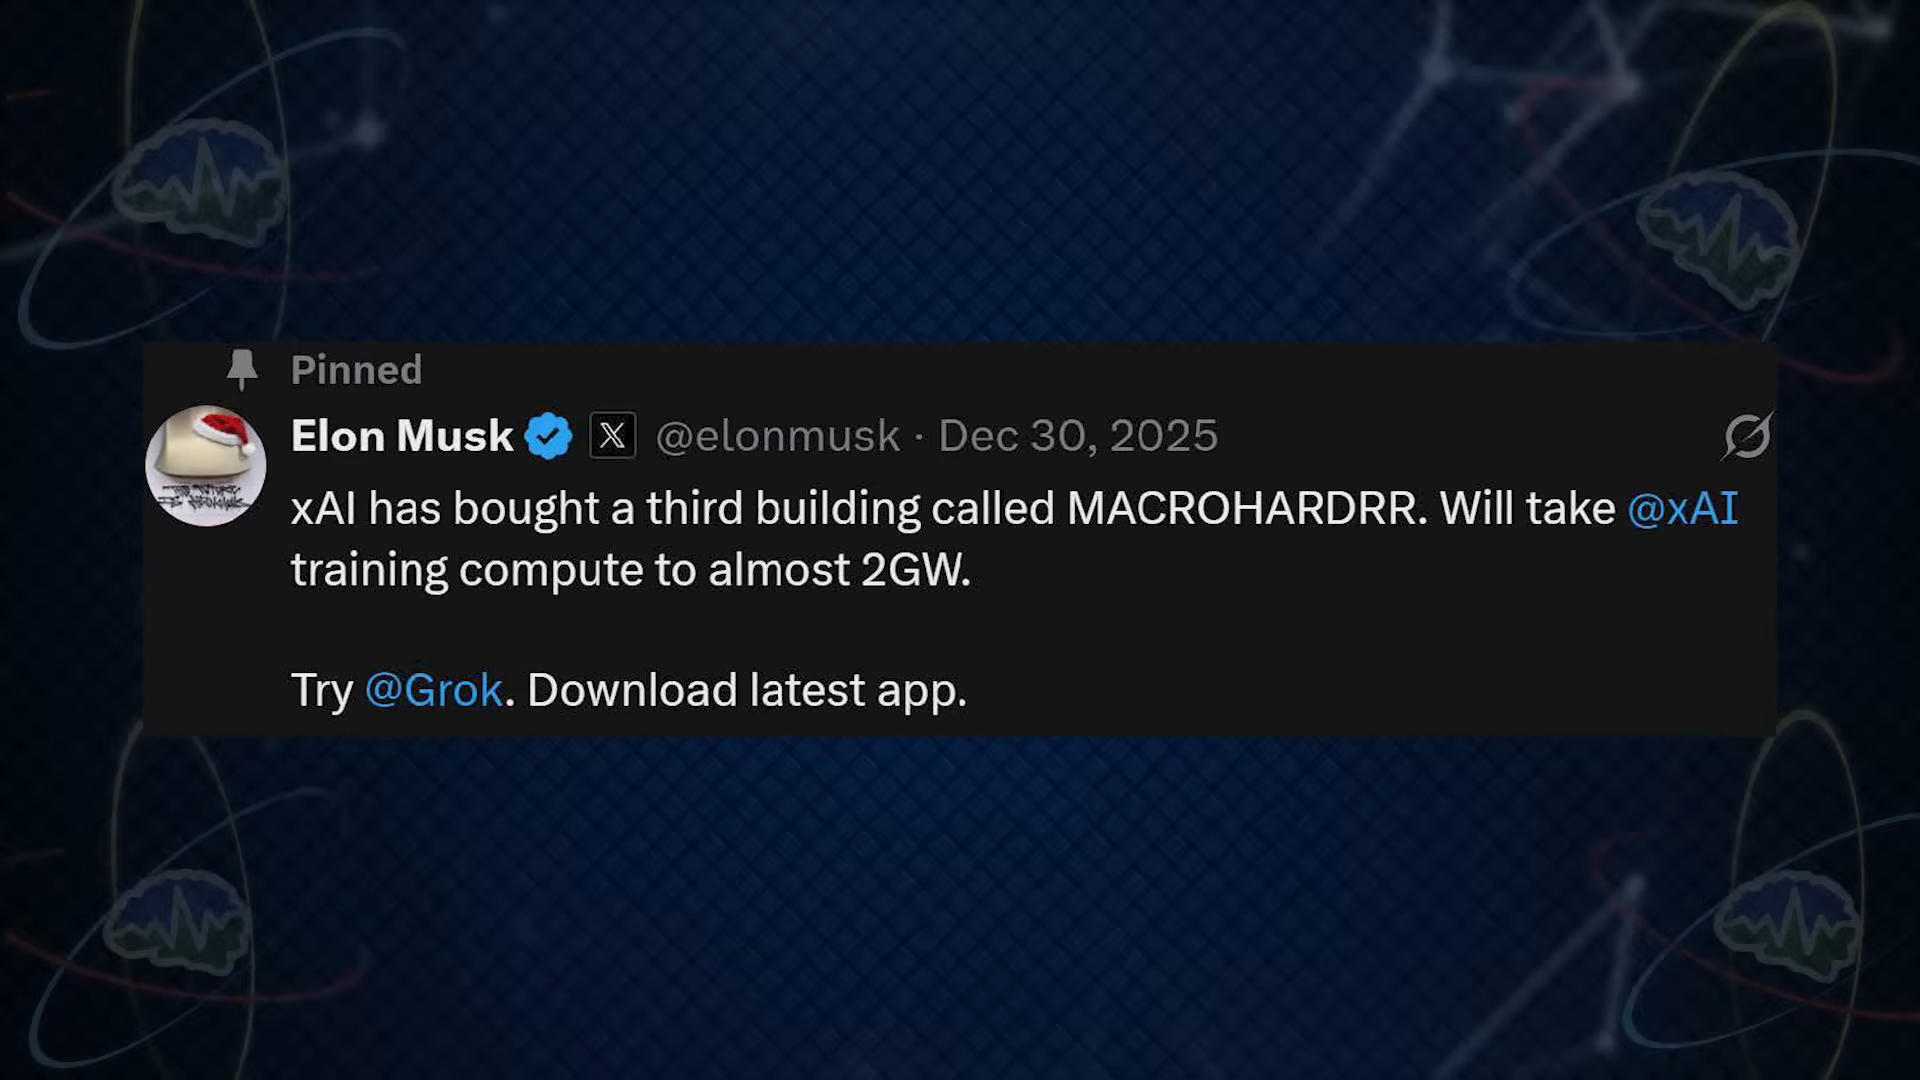 Pinned
Elon Musk @elonmusk · Dec 30, 2025
xAI has bought a third building called MACROHARDRR. Will take @xAI
training compute to almost 2GW.
Try @Grok. Download latest app.